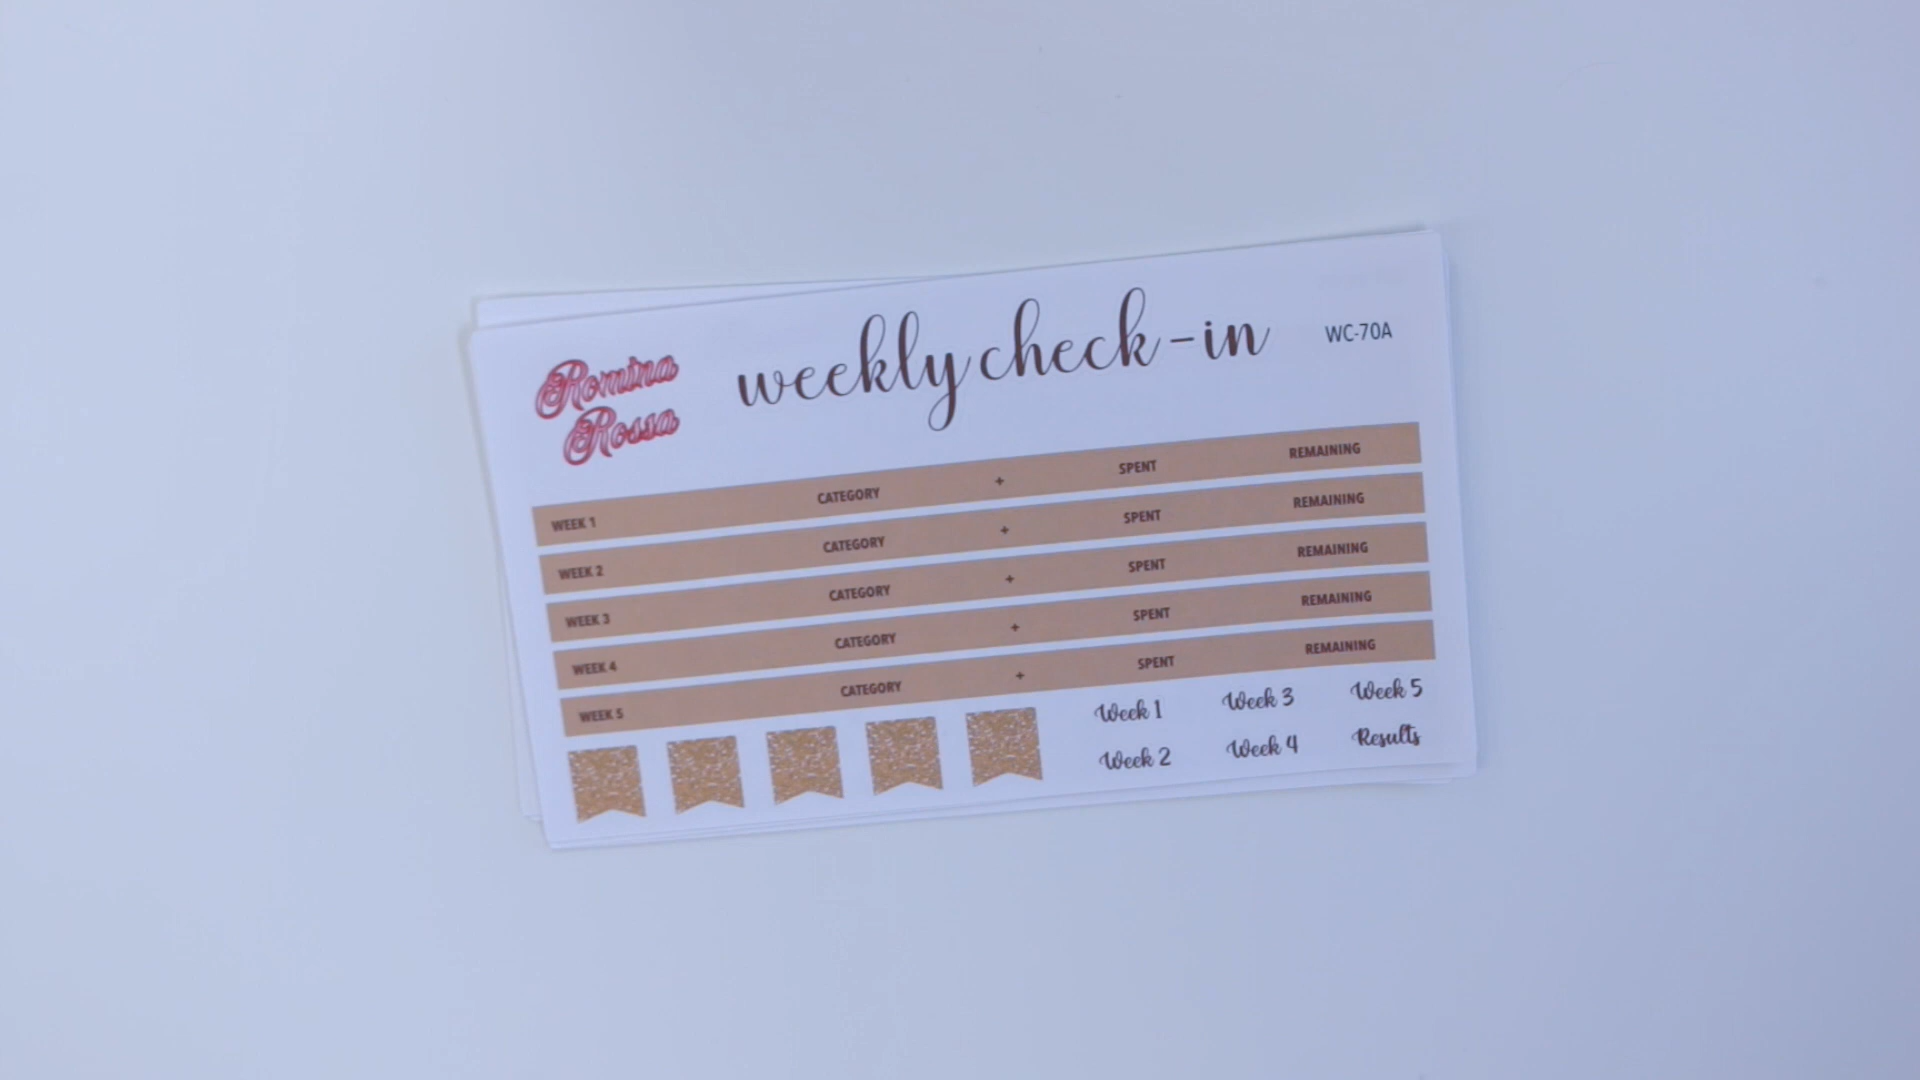 Romina
Rossa
weekly check-in
WC-70A
WEEK 1 CATEGORY + SPENT REMAINING
WEEK 2 CATEGORY + SPENT REMAINING
WEEK 3 CATEGORY + SPENT REMAINING
WEEK 4 CATEGORY + SPENT REMAINING
WEEK 5 CATEGORY + SPENT REMAINING
Week 1 Week 3 Week 5
Week 2 Week 4 Results